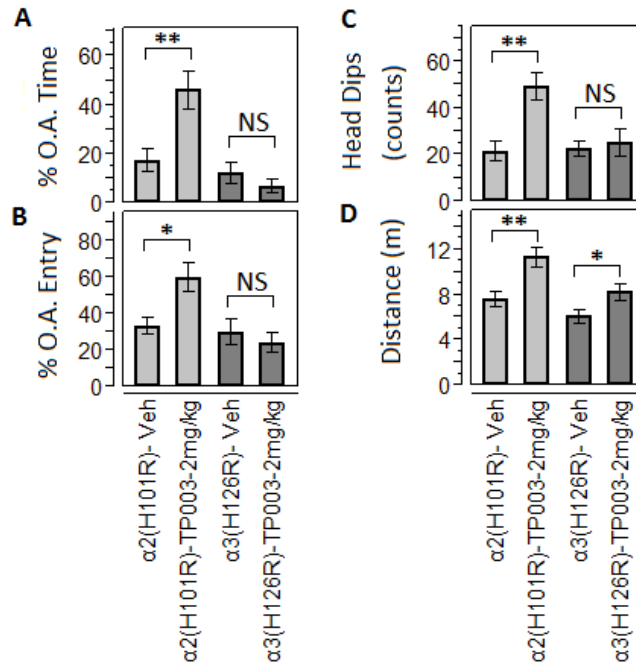 A
60
40
20
0
% O.A. Time
**
NS
B
80
60
40
20
0
% O.A. Entry
*
NS
α2(H101R)- Veh
α2(H101R)-TP003-2mg/kg
α3(H126R)- Veh
α3(H126R)-TP003-2mg/kg
C
60
40
20
0
Head Dips
(counts)
**
NS
D
12
8
4
0
Distance (m)
**
*
α2(H101R)- Veh
α2(H101R)-TP003-2mg/kg
α3(H126R)- Veh
α3(H126R)-TP003-2mg/kg